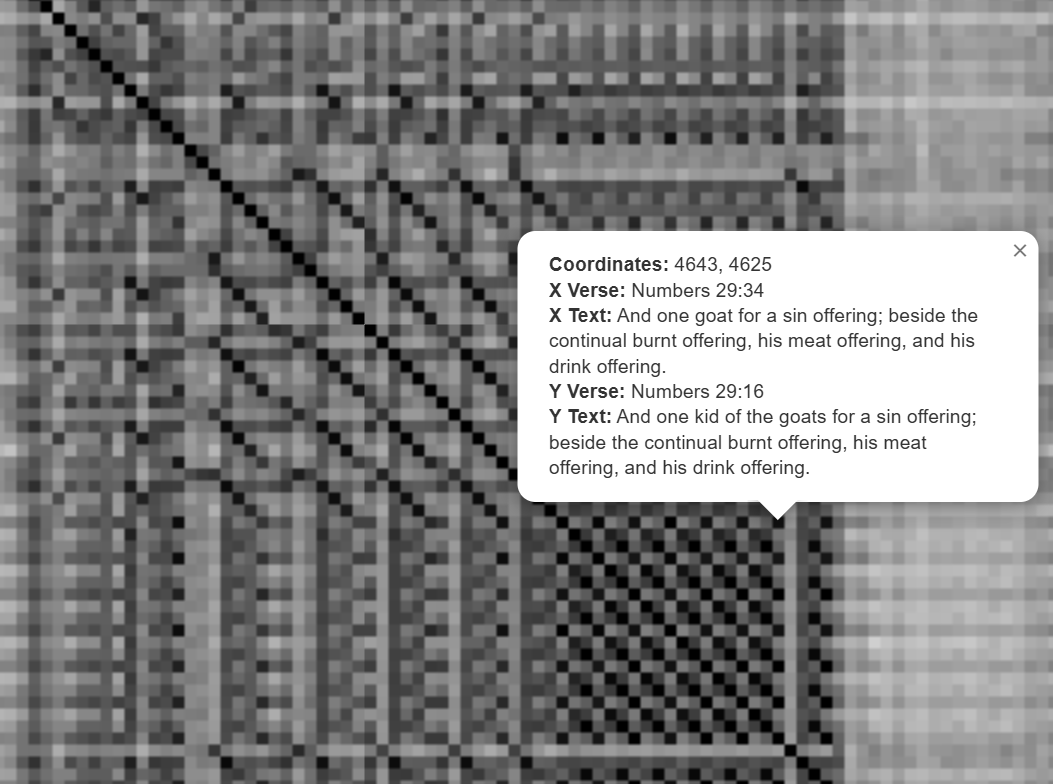 ×
Coordinates: 4643, 4625
X Verse: Numbers 29:34
X Text: And one goat for a sin offering; beside the
continual burnt offering, his meat offering, and his
drink offering.
Y Verse: Numbers 29:16
Y Text: And one kid of the goats for a sin offering;
beside the continual burnt offering, his meat
offering, and his drink offering.